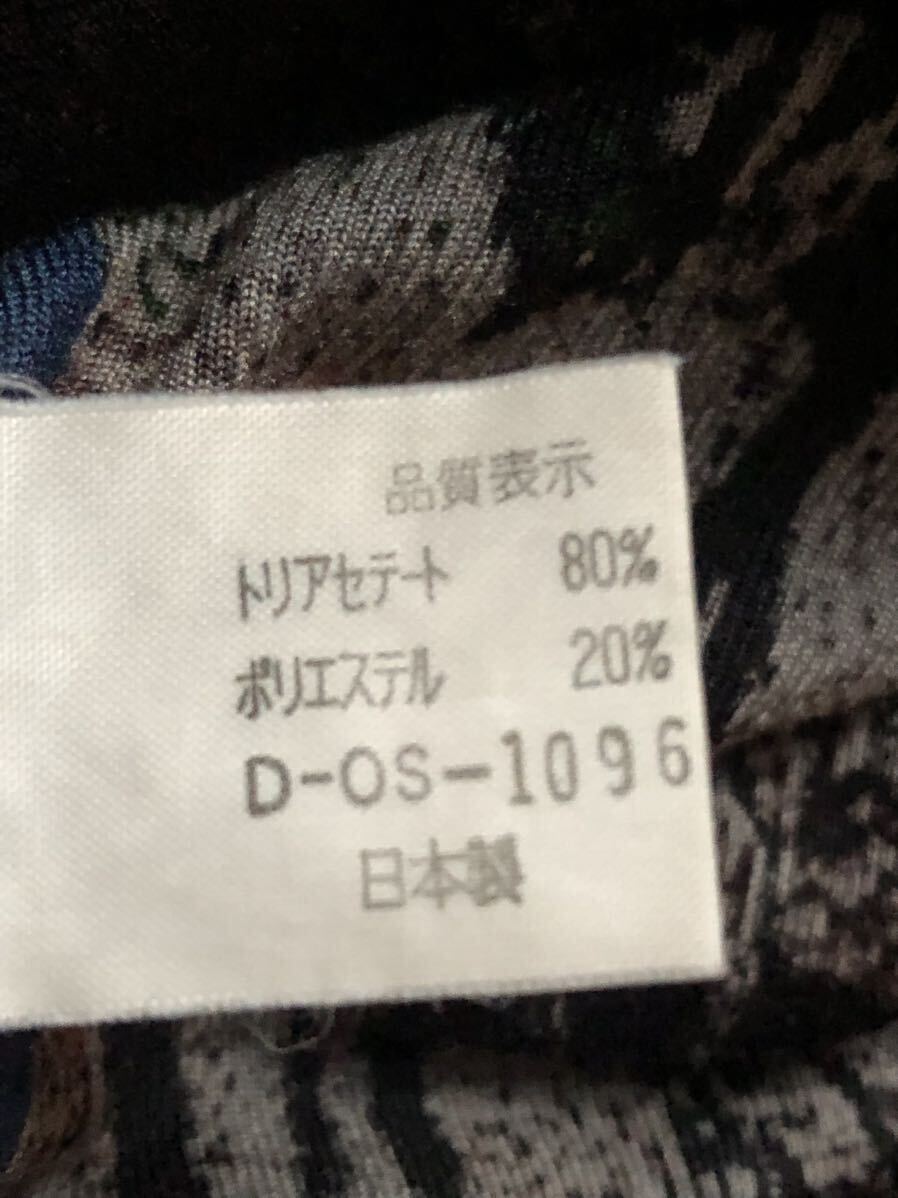 品質表示
トリアセテート 80%
ポリエステル 20%
D-OS-1096
日本製